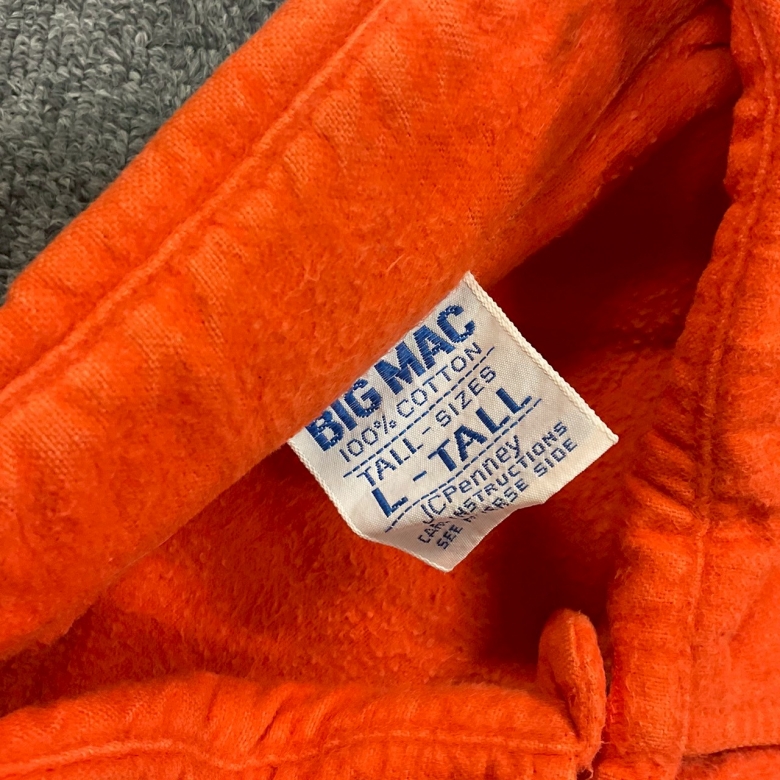 BIG MAC
100% COTTON
TALL - SIZES
L - TALL
JCPenney
INSTRUCTIONS
SEE SIDE